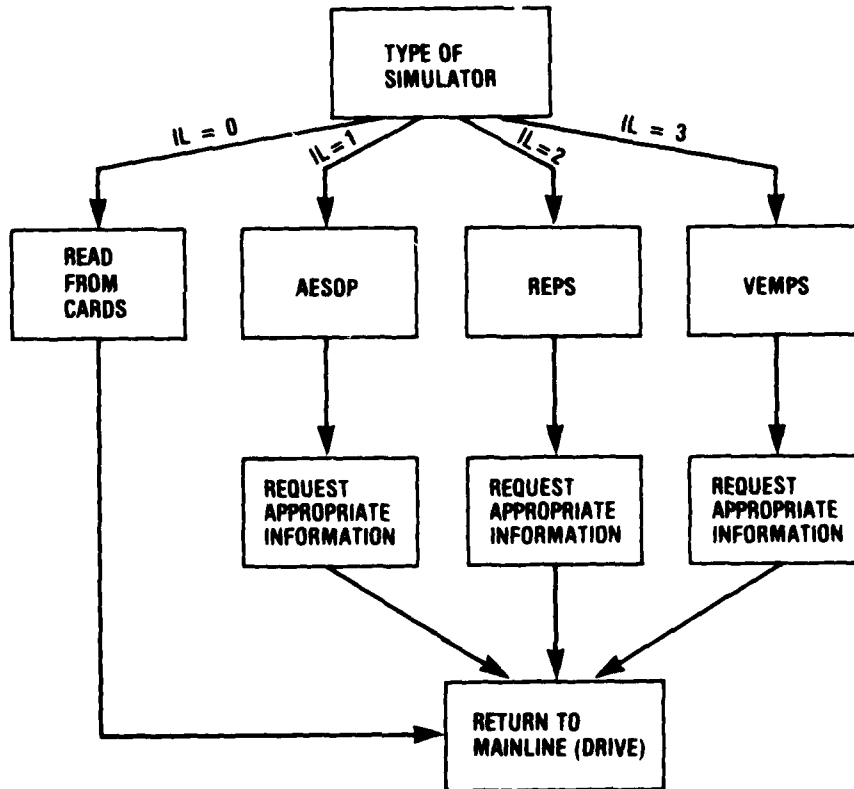 TYPE OF
SIMULATOR
IL = 0
IL=1
IL=2
IL = 3
READ
FROM
CARDS
AESOP
REPS
VEMPS
REQUEST
APPROPRIATE
INFORMATION
REQUEST
APPROPRIATE
INFORMATION
REQUEST
APPROPRIATE
INFORMATION
RETURN TO
MAINLINE (DRIVE)